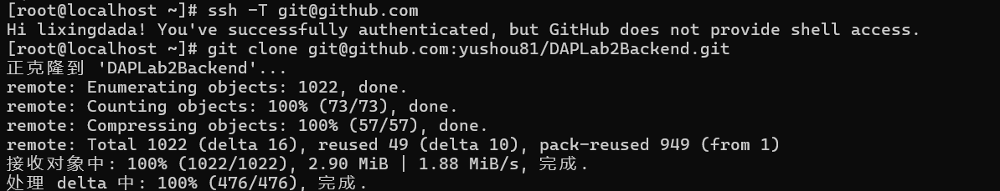 [root@localhost ~]# ssh -T git@github.com
Hi lixingdada! You've successfully authenticated, but GitHub does not provide shell access.
[root@localhost ~]# git clone git@github.com:yushou81/DAPLab2Backend.git
正克隆到 'DAPLab2Backend'...
remote: Enumerating objects: 1022, done.
remote: Counting objects: 100% (73/73), done.
remote: Compressing objects: 100% (57/57), done.
remote: Total 1022 (delta 16), reused 49 (delta 10), pack-reused 949 (from 1)
接收对象中: 100% (1022/1022), 2.90 MiB | 1.88 MiB/s, 完成.
处理 delta 中: 100% (476/476), 完成.